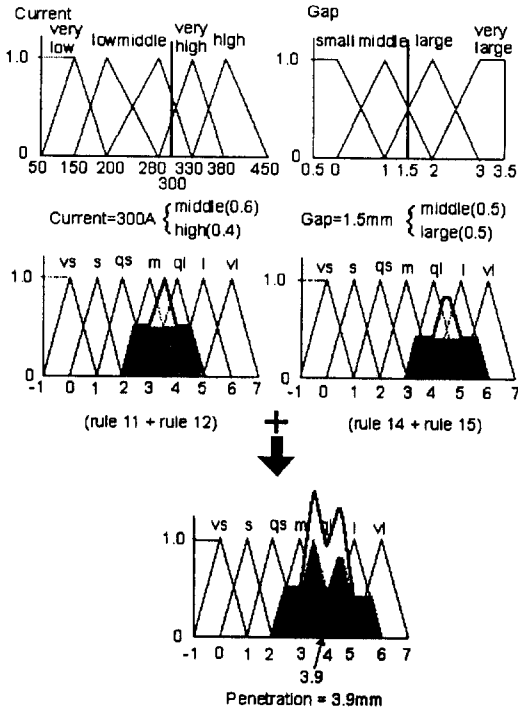 Current
very low low middle very high high
1.0
0
50 150 200 280 330 380 450
300
Gap
small middle large very large
1.0
0
0.5 0 1 1.5 2 3 3.5
Current=300A { middle(0.6)
high(0.4)
Gap=1.5mm { middle(0.5)
large(0.5)
vs s qs m ql l vl
1.0
0
-1 0 1 2 3 4 5 6 7
(rule 11 + rule 12)
vs s qs m ql l vl
1.0
0
-1 0 1 2 3 4 5 6 7
(rule 14 + rule 15)
+
vs s qs m ql l vl
1.0
0
-1 0 1 2 3 4 5 6 7
3.9
Penetration = 3.9mm